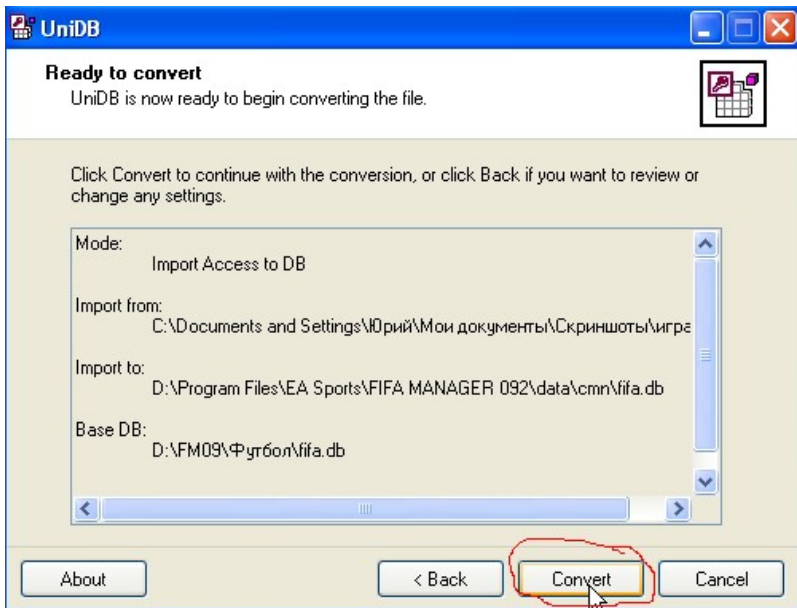 UniDB
Ready to convert
UniDB is now ready to begin converting the file.
Click Convert to continue with the conversion, or click Back if you want to review or
change any settings.
Mode:
Import Access to DB
Import from:
C:\Documents and Settings\Юрий\Мои документы\Скриншоты\игра
Import to:
D:\Program Files\EA Sports\FIFA MANAGER 092\data\cmn\fifa.db
Base DB:
D:\FM09\Футбол\fifa.db
About
< Back
Convert
Cancel